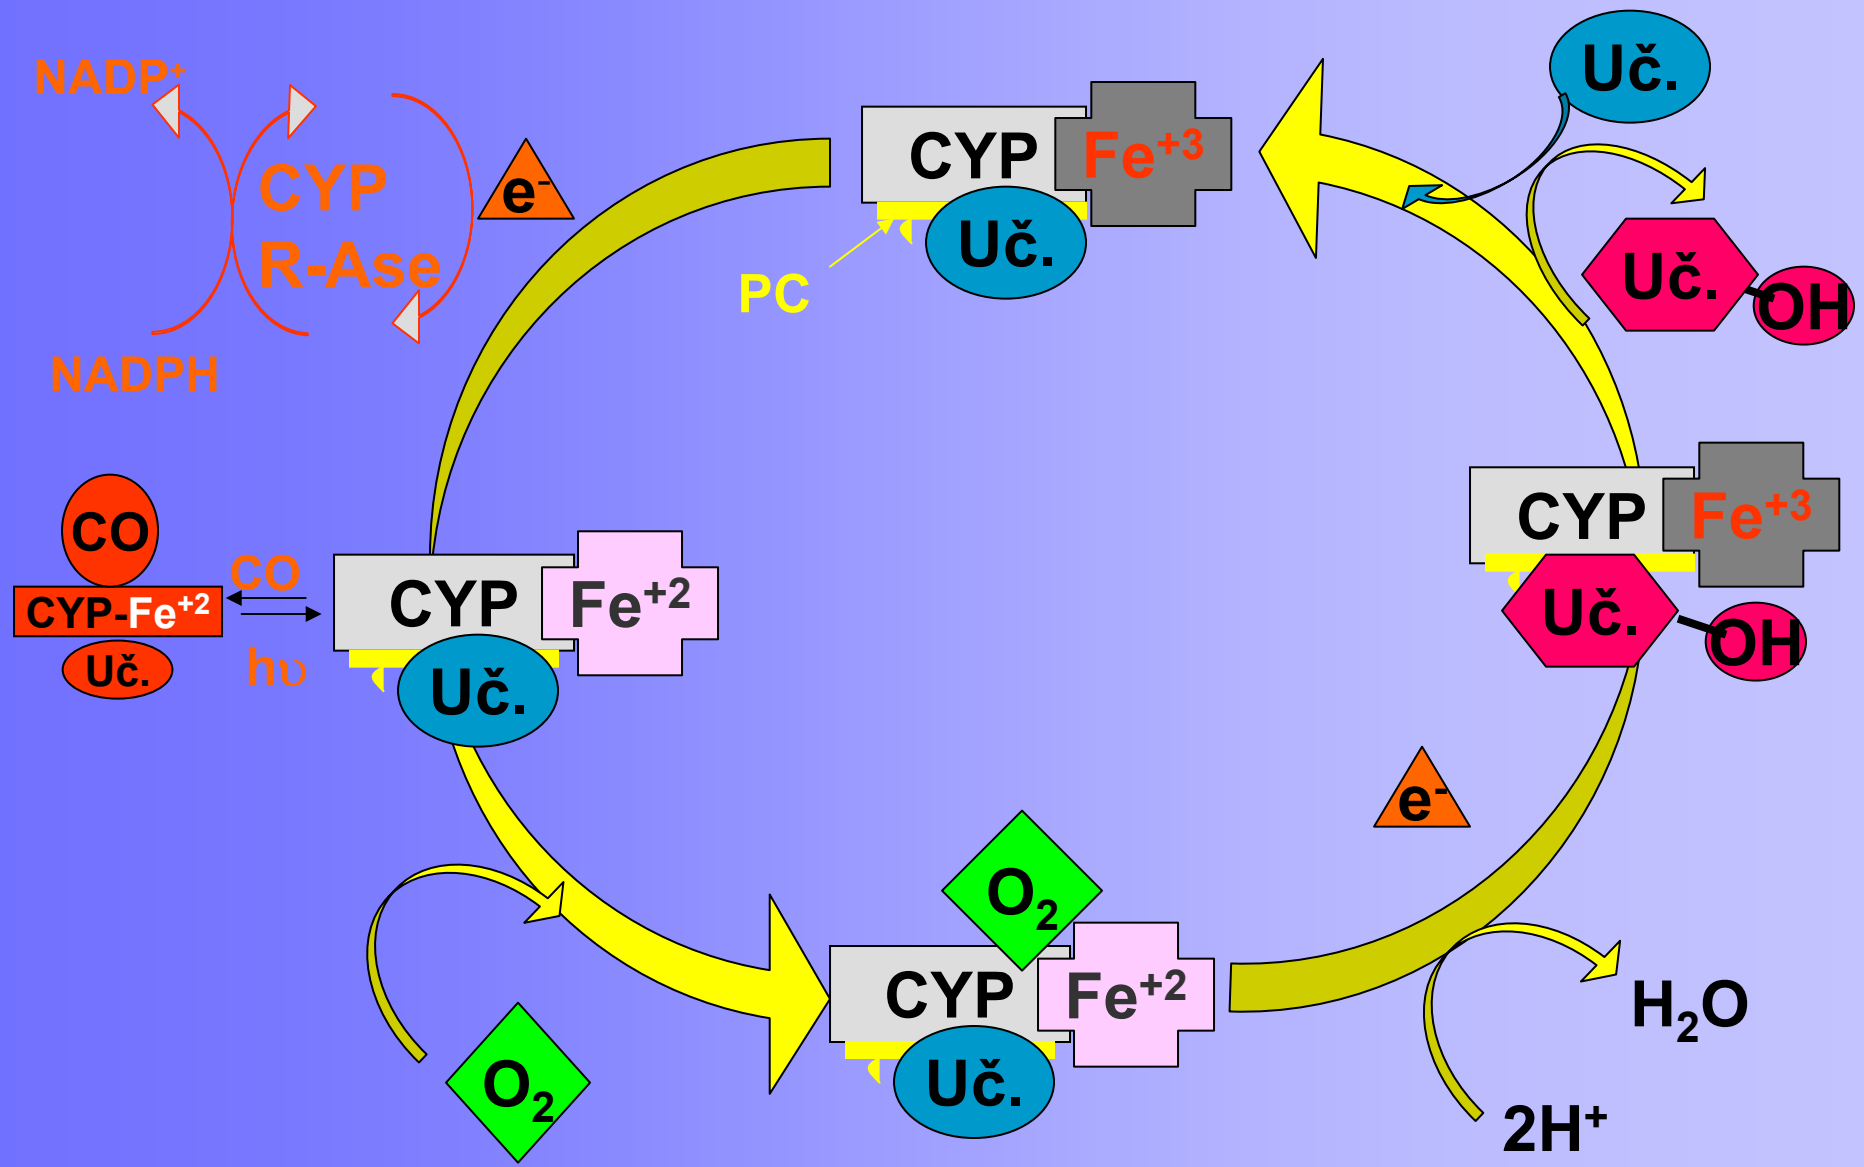 NADP⁺
CYP
R-Ase
NADPH
e⁻
CYP Fe⁺³
Uč.
PC
Uč.
Uč. OH
CO
CYP-Fe⁺²
Uč.
CO
hυ
CYP Fe⁺²
Uč.
CYP Fe⁺³
Uč. OH
e⁻
O₂
CYP Fe⁺²
Uč.
O₂
H₂O
2H⁺